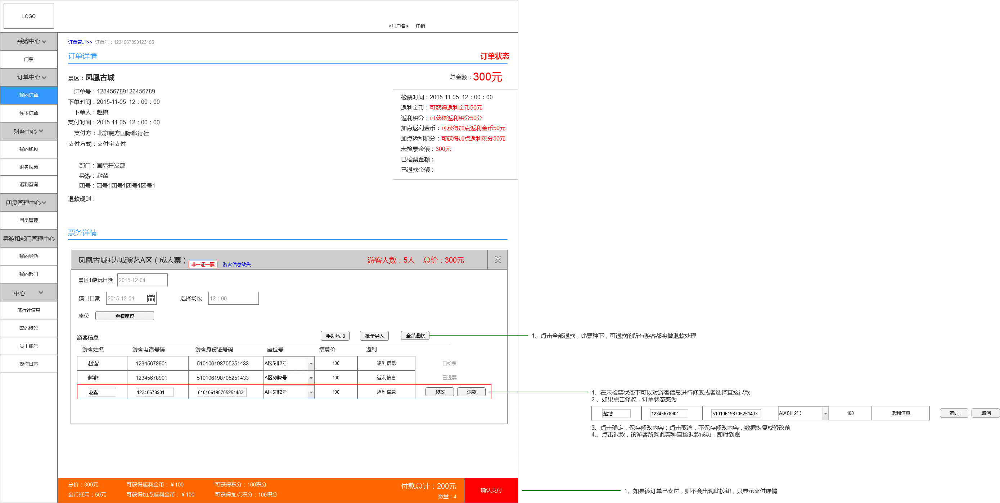 LOGO
<用户名> 注销
采购中心
门票
订单中心
我的订单
线下订单
财务中心
我的钱包
财务报表
返利查询
团员管理中心
团员管理
导游和部门管理中心
我的导游
我的部门
中心
旅行社信息
密码修改
员工账号
操作日志
订单管理>> 订单号：1234567890123456
订单详情 订单状态
景区：凤凰古城 总金额：300元
订单号：123456789123456789
下单时间：2015-11-05 12：00：00
下单人：赵锴
支付时间：2015-11-05 12：00：00
支付方：北京魔方国际旅行社
支付方式：支付宝支付
部门：国际开发部
导游：赵锴
团号：团号1团号1团号1团号1
退款规则：
检票时间：2015-11-05 12：00：00
返利金币：可获得返利金币50元
返利积分：可获得返利积分50分
加点返利金币：可获得加点返利金币50元
加点返利积分：可获得加点返利积分50元
未检票金额：300元
已检票金额：
已退款金额：
票务详情
凤凰古城+边城演艺A区（成人票） 非一证一票 游客信息缺失 游客人数：5人 总价：300元
景区1游玩日期 2015-12-04
演出日期 2015-12-04 选择场次 12：00
座位 查看座位
游客信息 手动添加 批量导入 全部退款
游客姓名 游客电话号码 游客身份证号码 座位号 结算价 返利
赵锴 12345678901 510106198705251433 A区5排2号 100 返利信息 已检票
赵锴 12345678901 510106198705251433 A区5排2号 100 返利信息 已退票
赵锴 12345678901 510106198705251433 A区5排2号 100 返利信息 修改 退款
1、点击全部退款，此票种下，可退款的所有游客都将做退款处理
1、在未检票状态下可以对游客信息进行修改或者选择直接退款
2.、如果点击修改，订单状态变为
赵锴 12345678901 510106198705251433 A区5排2号 100 返利信息 确定 取消
3、点击确定，保存修改内容；点击取消，不保存修改内容，数据恢复成修改前
4.、点击退款，该游客所购此票种直接退款成功，即时到账
总价：300元 可获得返利金币：￥100 可获得积分：100积分 付款总计：200元
金币抵用：50元 可获得加点返利金币：￥100 可获得加点积分：100积分 数量：4
确认支付
1、如果该订单已支付，则不会出现此按钮，只显示支付详情